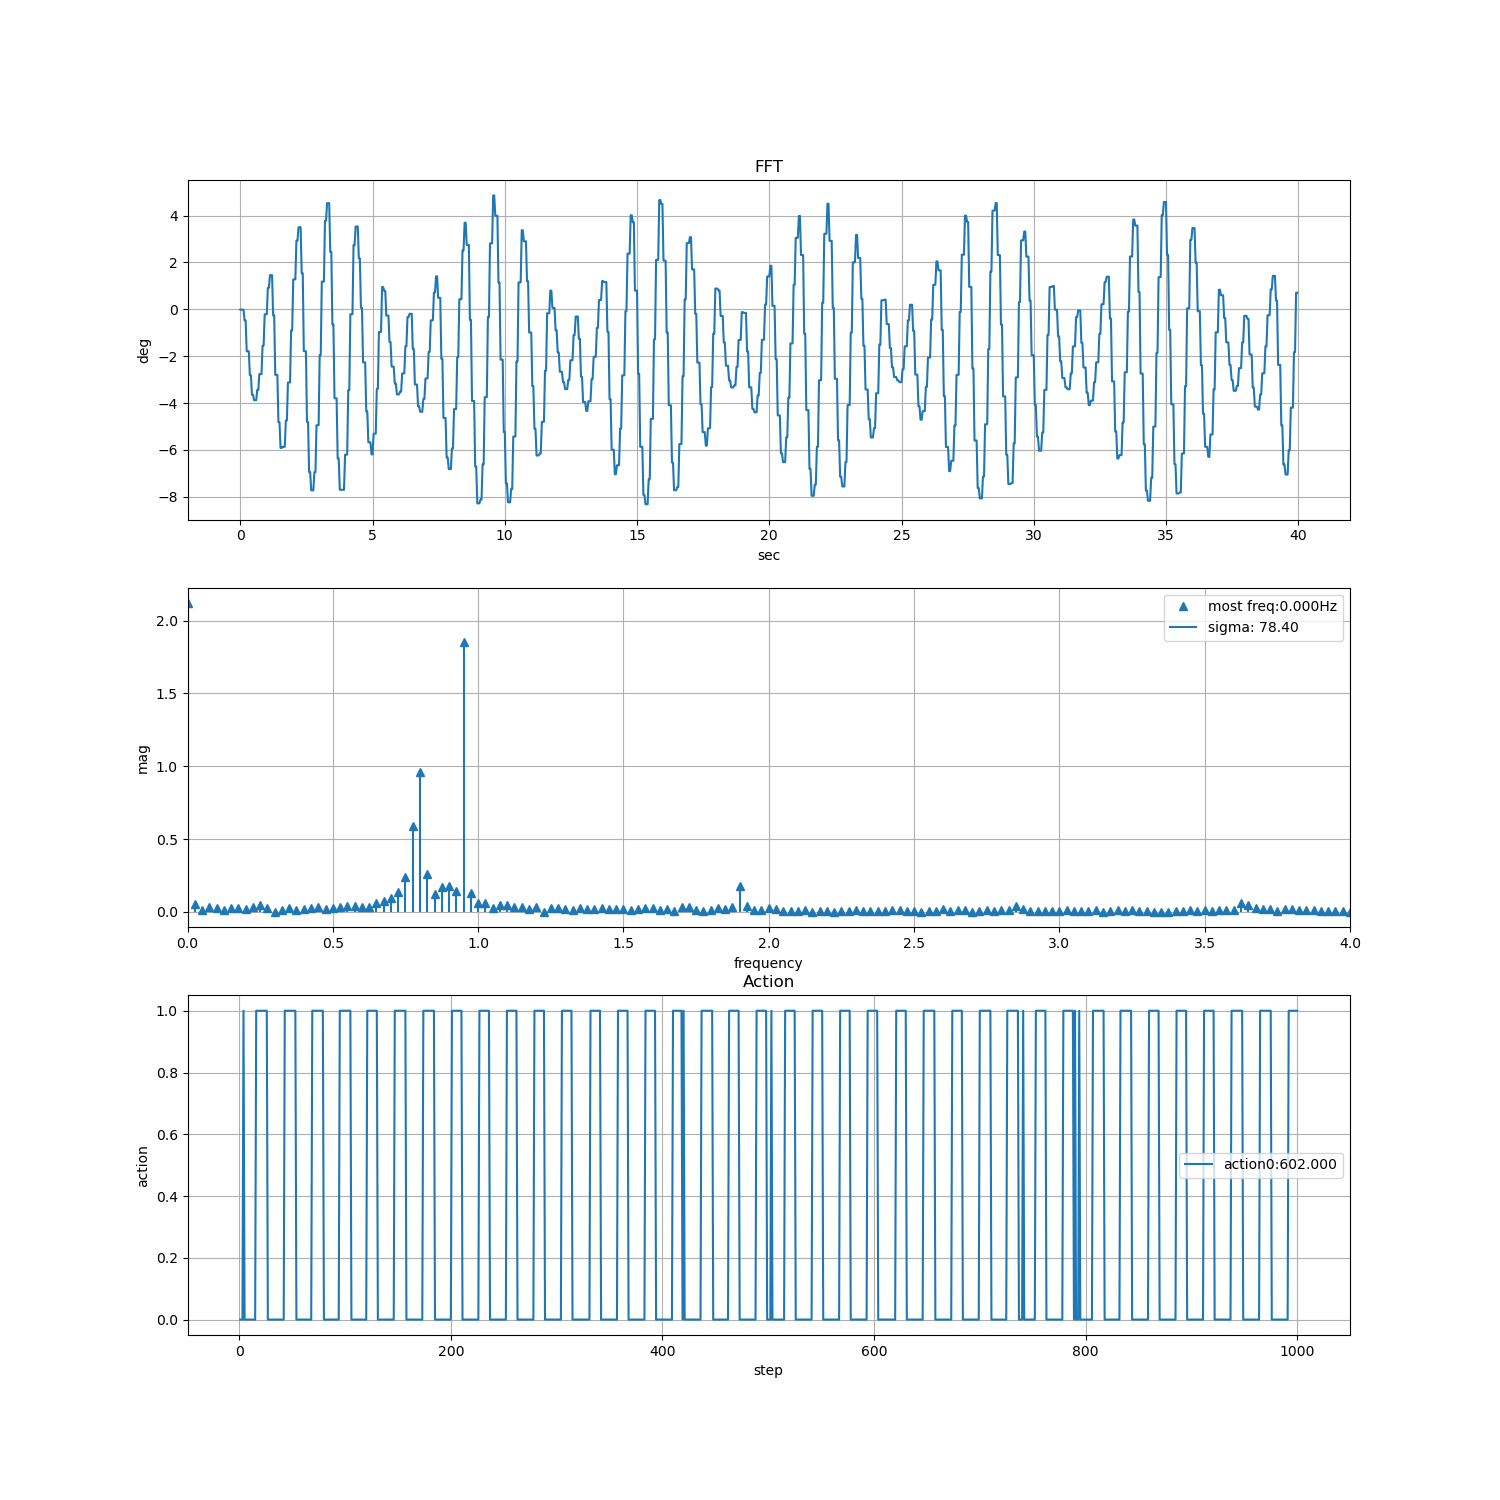 FFT
4
2
0
−2
−4
−6
−8
deg
0 5 10 15 20 25 30 35 40
sec
most freq:0.000Hz
sigma: 78.40
2.0
1.5
1.0
0.5
0.0
mag
0.0 0.5 1.0 1.5 2.0 2.5 3.0 3.5 4.0
frequency
Action
1.0
0.8
0.6
0.4
0.2
0.0
action
action0:602.000
0 200 400 600 800 1000
step